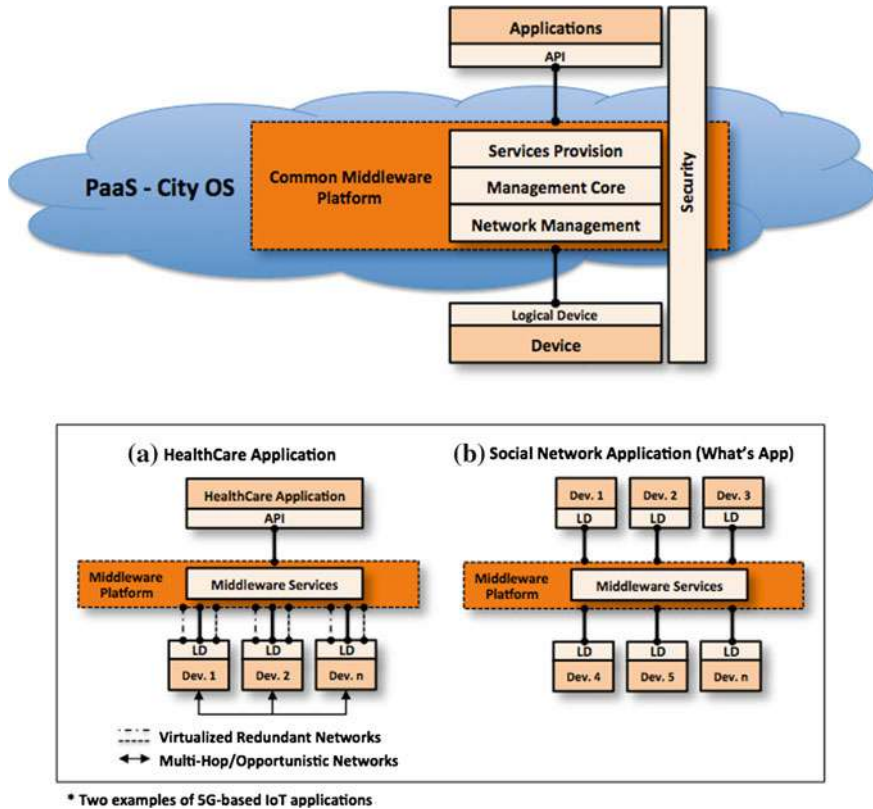 Applications
API
PaaS - City OS
Common Middleware
Platform
Services Provision
Management Core
Network Management
Security
Logical Device
Device
(a) HealthCare Application
HealthCare Application
API
Middleware
Platform
Middleware Services
LD
Dev. 1
LD
Dev. 2
LD
Dev. n
Virtualized Redundant Networks
Multi-Hop/Opportunistic Networks
(b) Social Network Application (What's App)
Dev. 1
LD
Dev. 2
LD
Dev. 3
LD
Middleware
Platform
Middleware Services
LD
Dev. 4
LD
Dev. 5
LD
Dev. n
* Two examples of 5G-based IoT applications